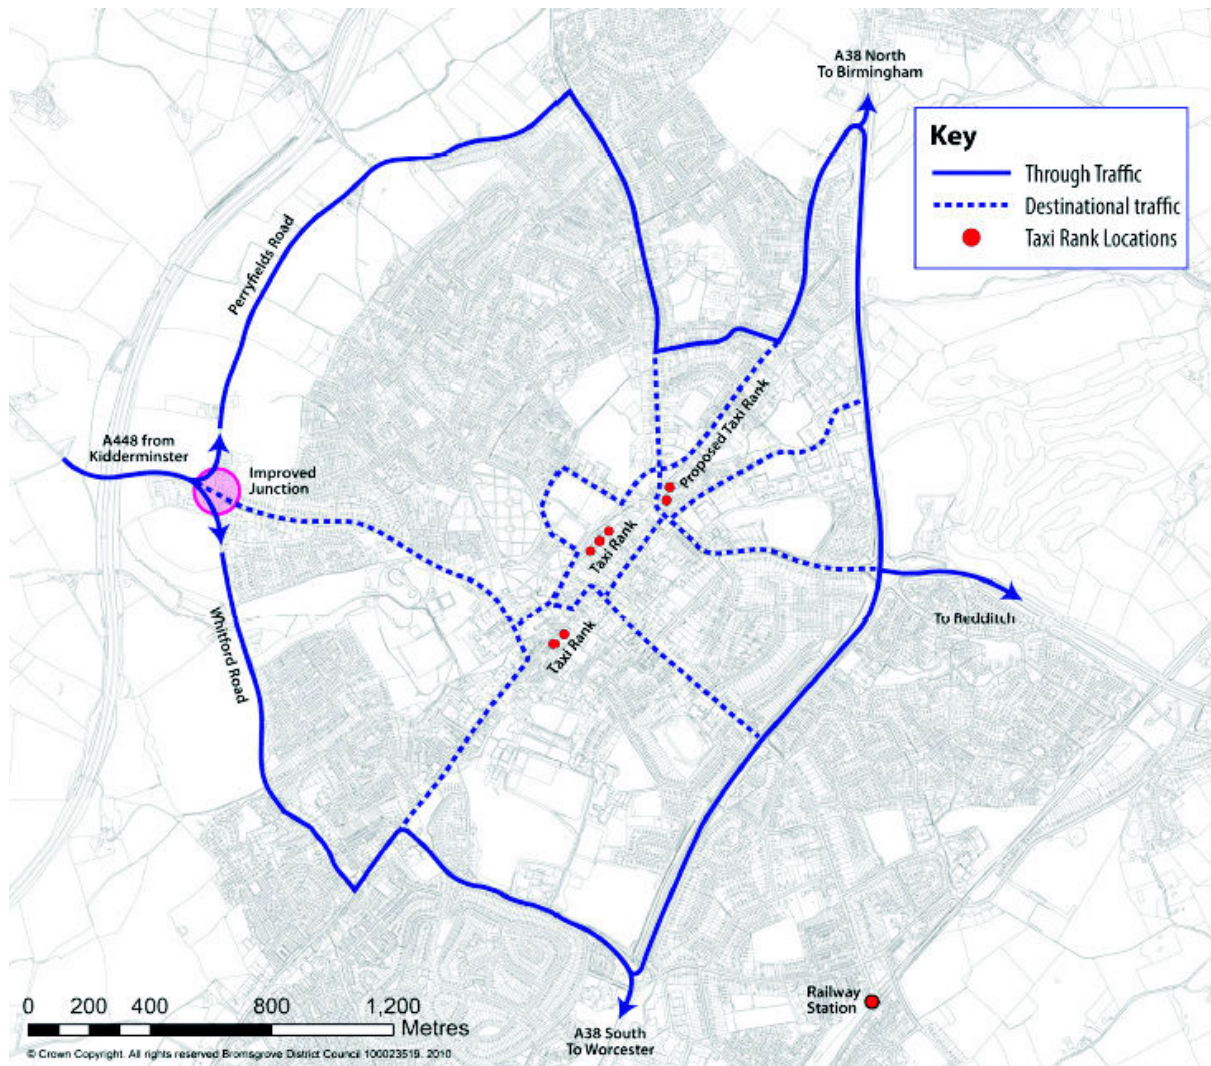 A38 North
To Birmingham
Key
Through Traffic
Destinational traffic
Taxi Rank Locations
Perryfields Road
A448 from
Kidderminster
Improved
Junction
Proposed Taxi Rank
Taxi Rank
Taxi Rank
Whitford Road
To Redditch
Railway
Station
A38 South
To Worcester
0 200 400 800 1,200
Metres
© Crown Copyright. All rights reserved Bromsgrove District Council 100023519. 2010